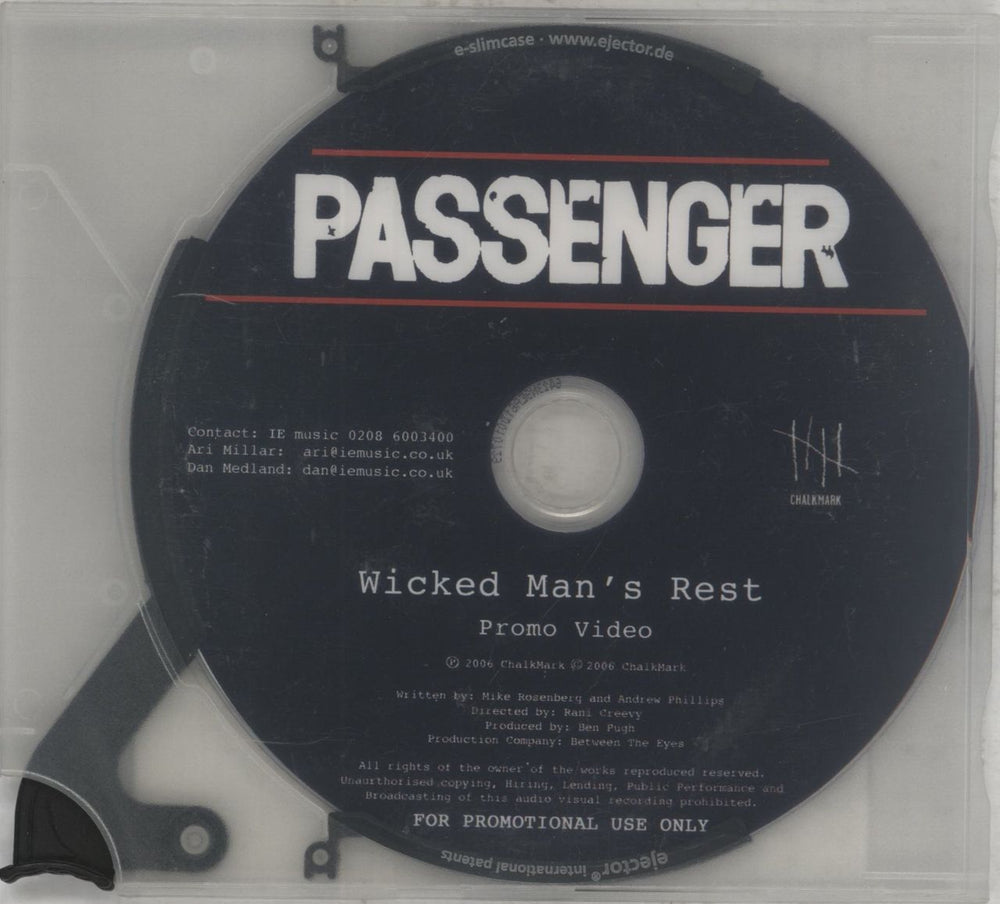 e-slimcase · www.ejector.de
PASSENGER
Contact: IE music 0208 6003400
Ari Millar: ari@iemusic.co.uk
Dan Medland: dan@iemusic.co.uk
CHALKMARK
Wicked Man's Rest
Promo Video
℗ 2006 ChalkMark © 2006 ChalkMark
Written by: Mike Rosenberg and Andrew Phillips
Directed by: Rani Creevy
Produced by: Ben Pugh
Production Company: Between The Eyes
All rights of the owner of the works reproduced reserved.
Unauthorised copying, Hiring, Lending, Public Performance and
Broadcasting of this audio visual recording prohibited.
FOR PROMOTIONAL USE ONLY
ejector® international patents